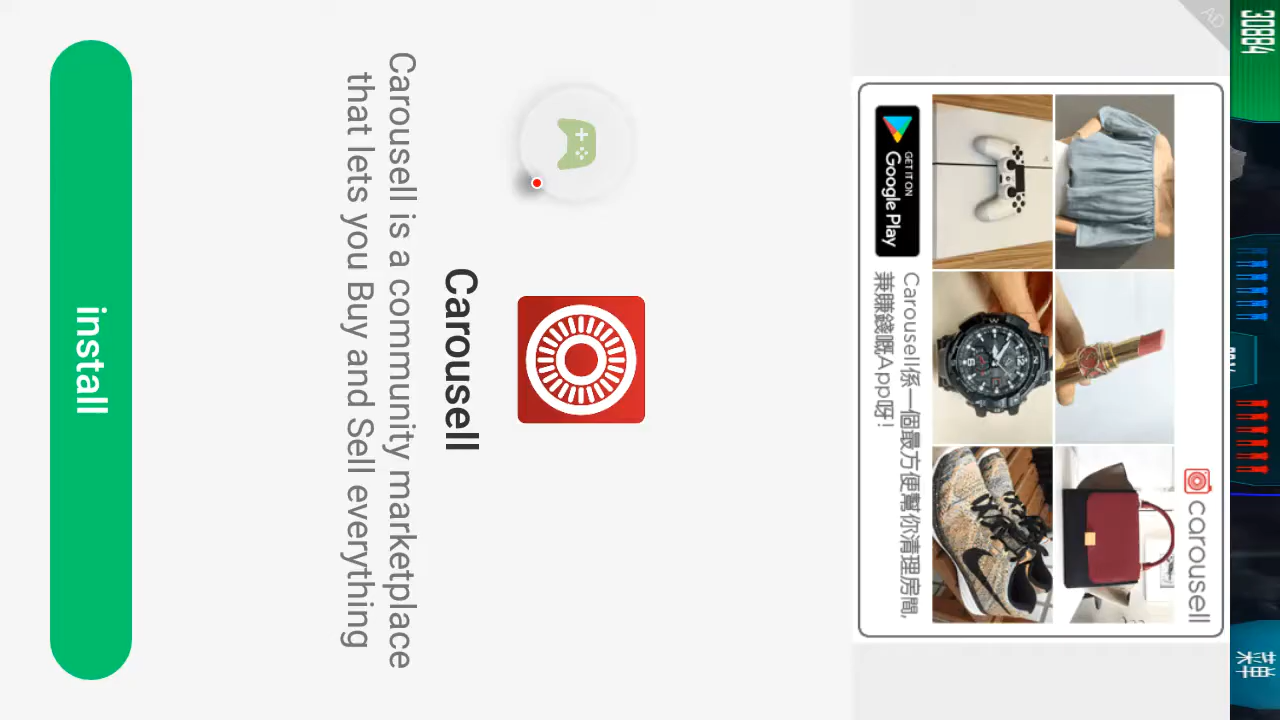 30884
菜单
AD
carousell
GET IT ON
Google Play
Carousell係一個最方便幫你清理房間,
兼賺錢嘅App呀!
Carousell
Carousell is a community marketplace
that lets you Buy and Sell everything
install